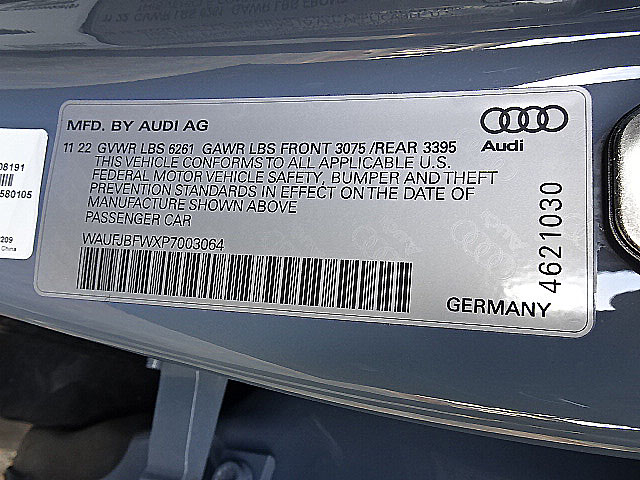 MFD. BY AUDI AG
11 22 GVWR LBS 6261 GAWR LBS FRONT 3075 /REAR 3395
THIS VEHICLE CONFORMS TO ALL APPLICABLE U.S.
FEDERAL MOTOR VEHICLE SAFETY, BUMPER AND THEFT
PREVENTION STANDARDS IN EFFECT ON THE DATE OF
MANUFACTURE SHOWN ABOVE
PASSENGER CAR
WAUFJBFWXP7003064
Audi
4621030
GERMANY
08191
580105
209
China